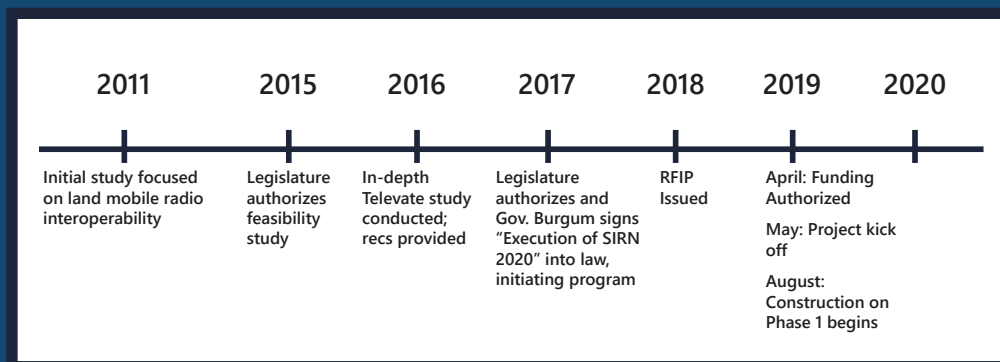 2011
2015
2016
2017
2018
2019
2020
Initial study focused
on land mobile radio
interoperability
Legislature
authorizes
feasibility
study
In-depth
Televate study
conducted;
recs provided
Legislature
authorizes and
Gov. Burgum signs
“Execution of SIRN
2020” into law,
initiating program
RFIP
Issued
April: Funding
Authorized
May: Project kick
off
August:
Construction on
Phase 1 begins